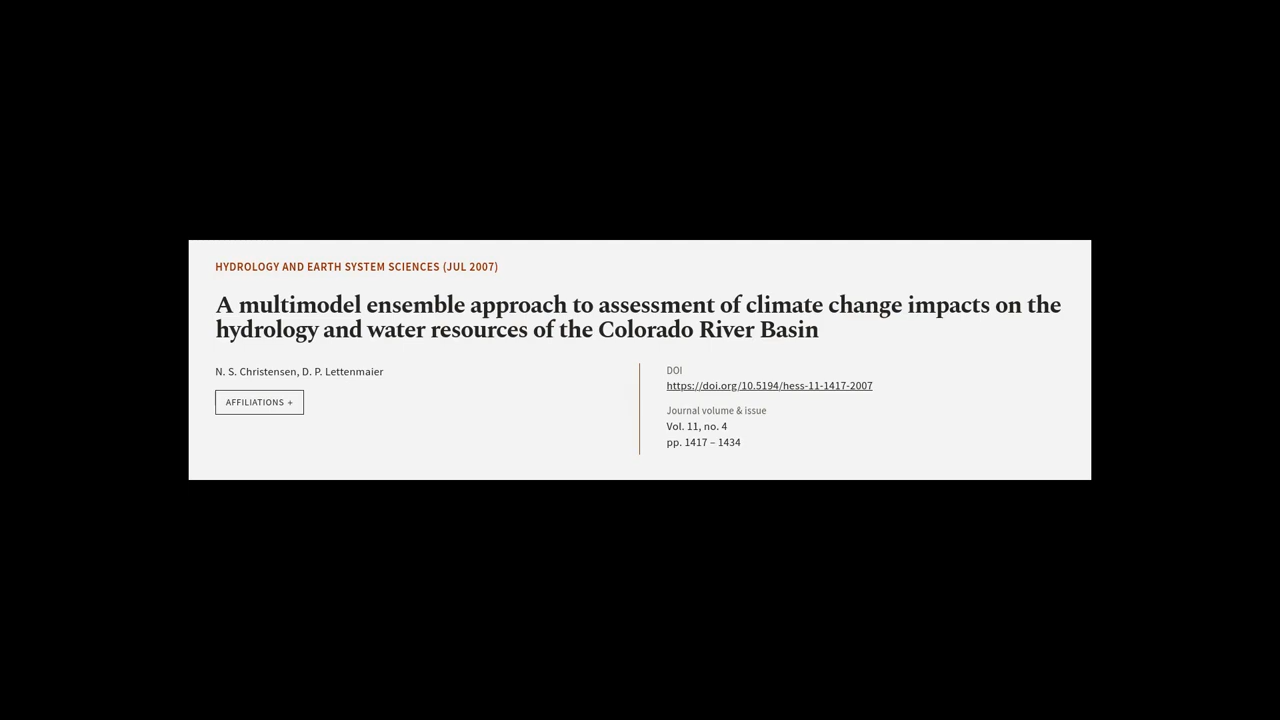 HYDROLOGY AND EARTH SYSTEM SCIENCES (JUL 2007)
A multimodel ensemble approach to assessment of climate change impacts on the
hydrology and water resources of the Colorado River Basin
N. S. Christensen, D. P. Lettenmaier
AFFILIATIONS +
DOI
https://doi.org/10.5194/hess-11-1417-2007
Journal volume & issue
Vol. 11, no. 4
pp. 1417 – 1434